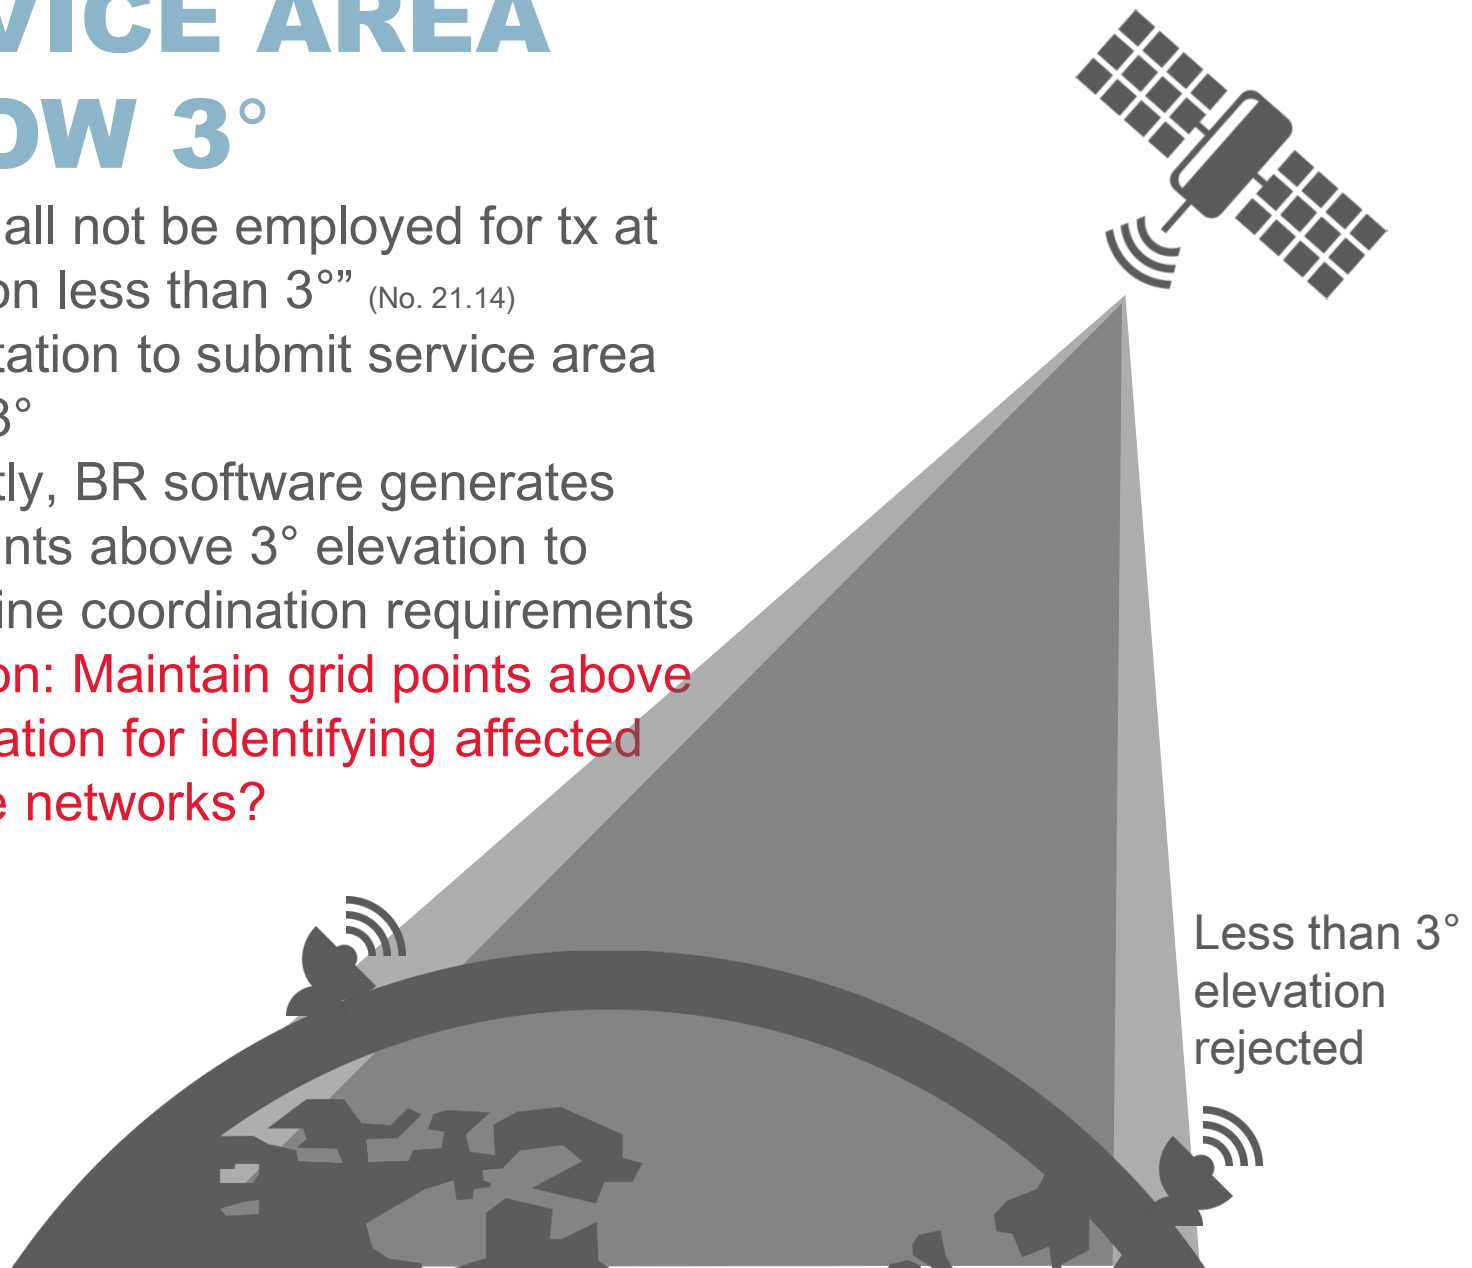 VICE AREA
OW 3°
all not be employed for tx at
on less than 3°” (No. 21.14)
tation to submit service area
3°
tly, BR software generates
nts above 3° elevation to
ine coordination requirements
on: Maintain grid points above
ation for identifying affected
e networks?
Less than 3°
elevation
rejected